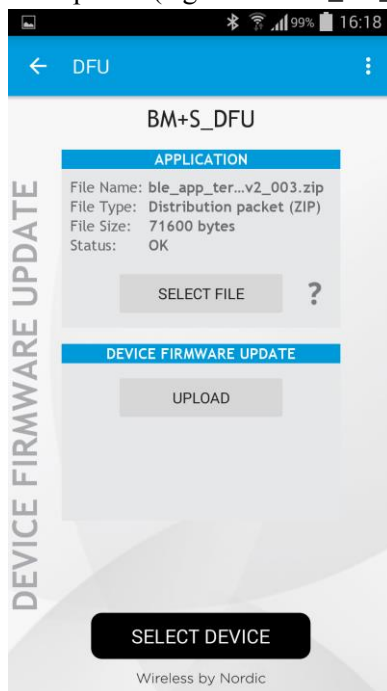 99% 16:18
DFU
BM+S_DFU
APPLICATION
File Name: ble_app_ter...v2_003.zip
File Type: Distribution packet (ZIP)
File Size: 71600 bytes
Status: OK
SELECT FILE ?
DEVICE FIRMWARE UPDATE
UPLOAD
DEVICE FIRMWARE UPDATE
SELECT DEVICE
Wireless by Nordic